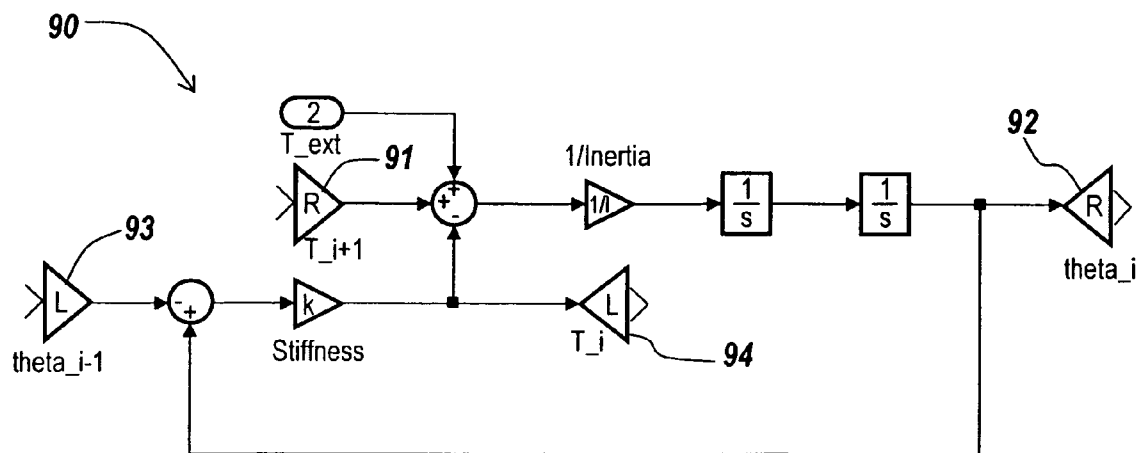 90
2
T_ext
91
1/Inertia
92
+
+
-
R
1/I
1
s
1
s
R
T_i+1
theta_i
93
L
-
+
k
L
T_i
theta_i-1
Stiffness
94